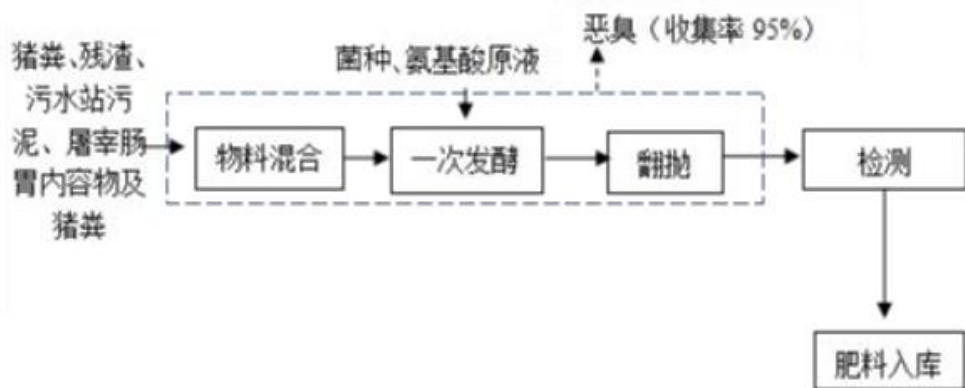 恶臭（收集率 95%）
猪粪、残渣、
污水站污
泥、屠宰肠
胃内容物及
猪粪
菌种、氨基酸原液
物料混合
一次发酵
翻抛
检测
肥料入库